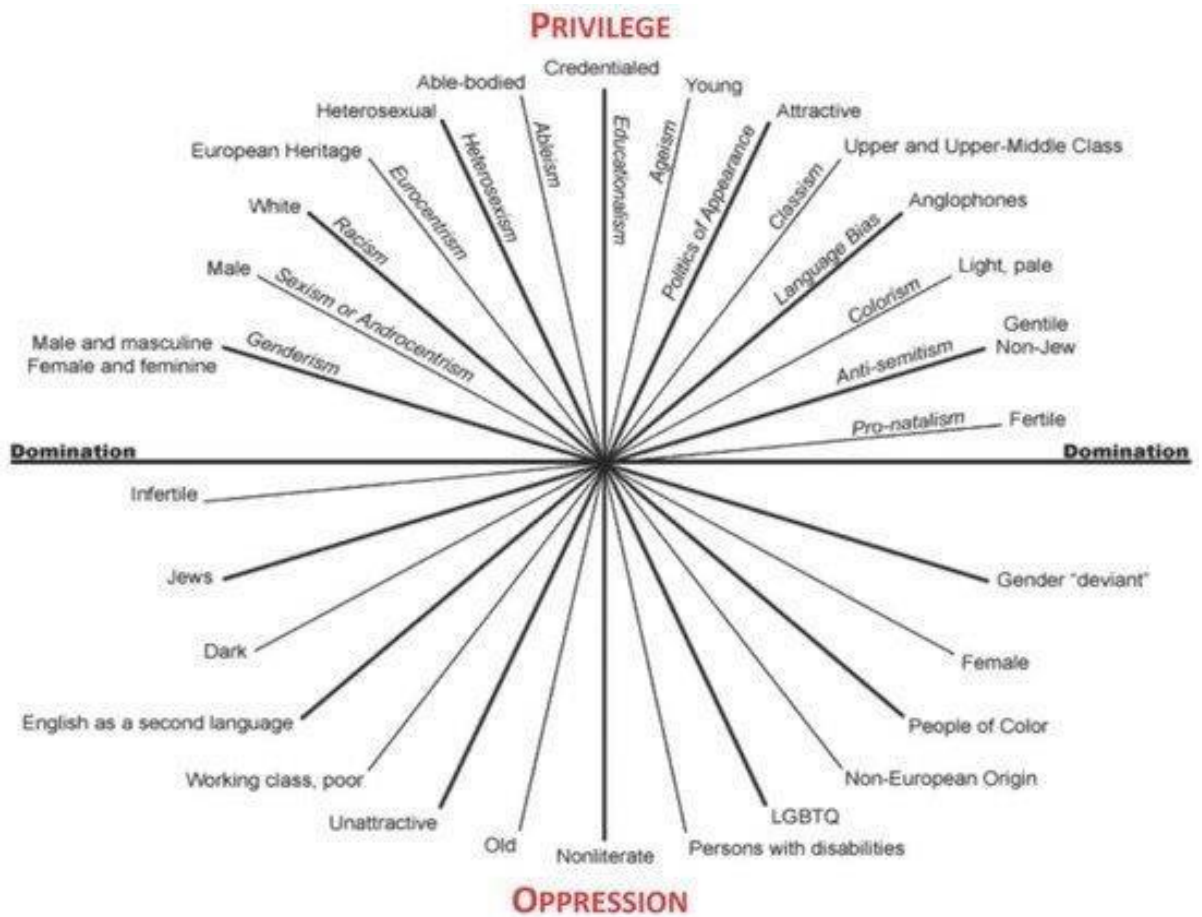 PRIVILEGE
Credentialed
Able-bodied
Young
Heterosexual
Attractive
European Heritage
Upper and Upper-Middle Class
White
Anglophones
Male
Light, pale
Male and masculine
Female and feminine
Gentile
Non-Jew
Fertile
Genderism
Sexism or Androcentrism
Racism
Eurocentrism
Heterosexism
Ableism
Educationalism
Ageism
Politics of Appearance
Classism
Language Bias
Colorism
Anti-semitism
Pro-natalism
Domination
Domination
Infertile
Jews
Gender “deviant”
Dark
Female
English as a second language
People of Color
Working class, poor
Non-European Origin
Unattractive
LGBTQ
Old
Nonliterate
Persons with disabilities
OPPRESSION